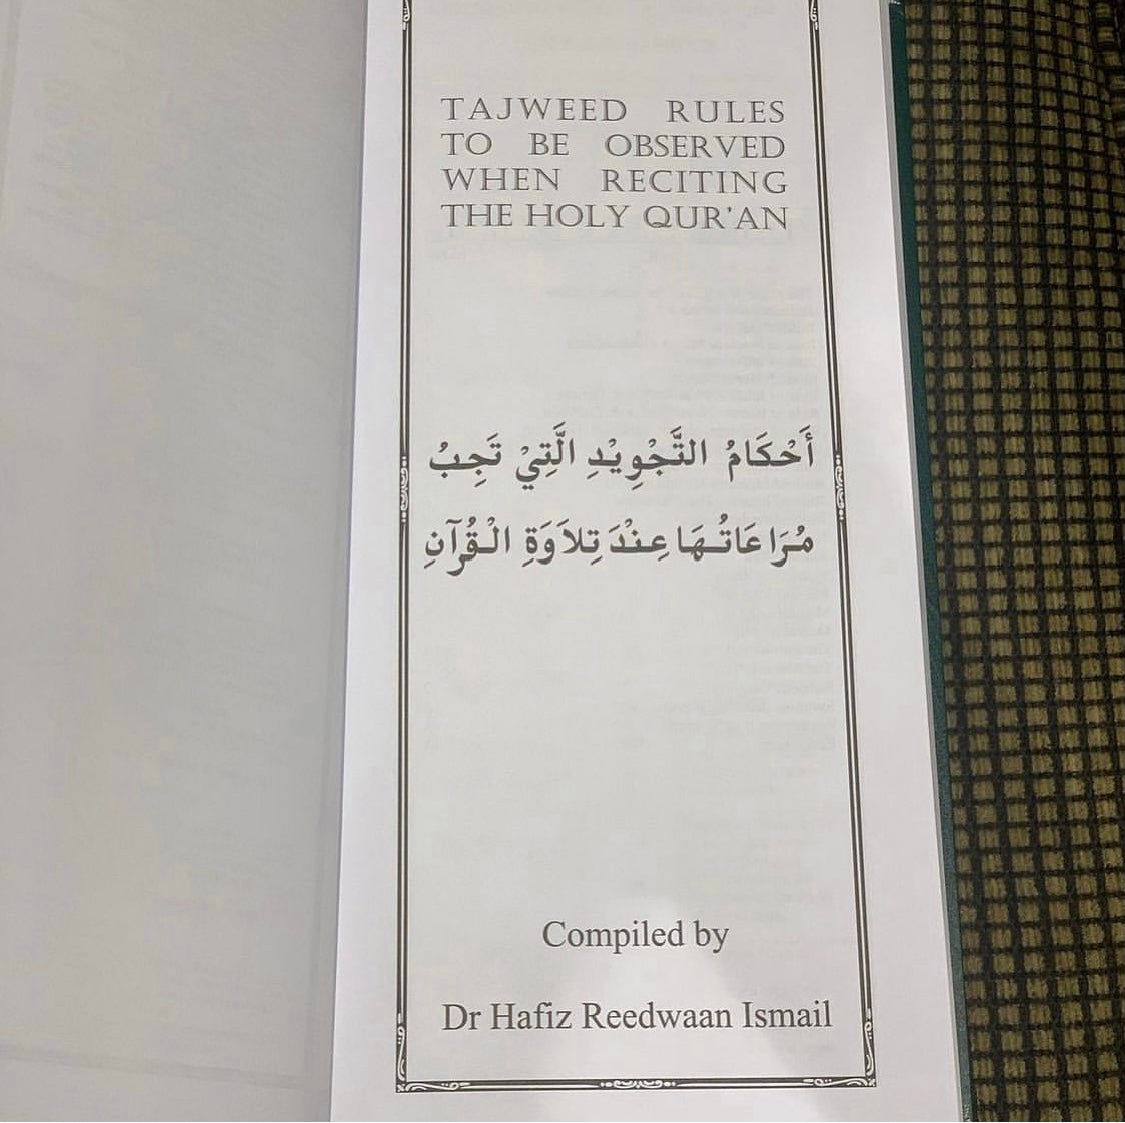 TAJWEED RULES
TO BE OBSERVED
WHEN RECITING
THE HOLY QUR'AN
أَحْكَامُ التَّجْوِيْدِ الَّتِيْ تَجِبُ
مُرَاعَاتُهَا عِنْدَ تِلاَوَةِ الْقُرْآنِ
Compiled by
Dr Hafiz Reedwaan Ismail